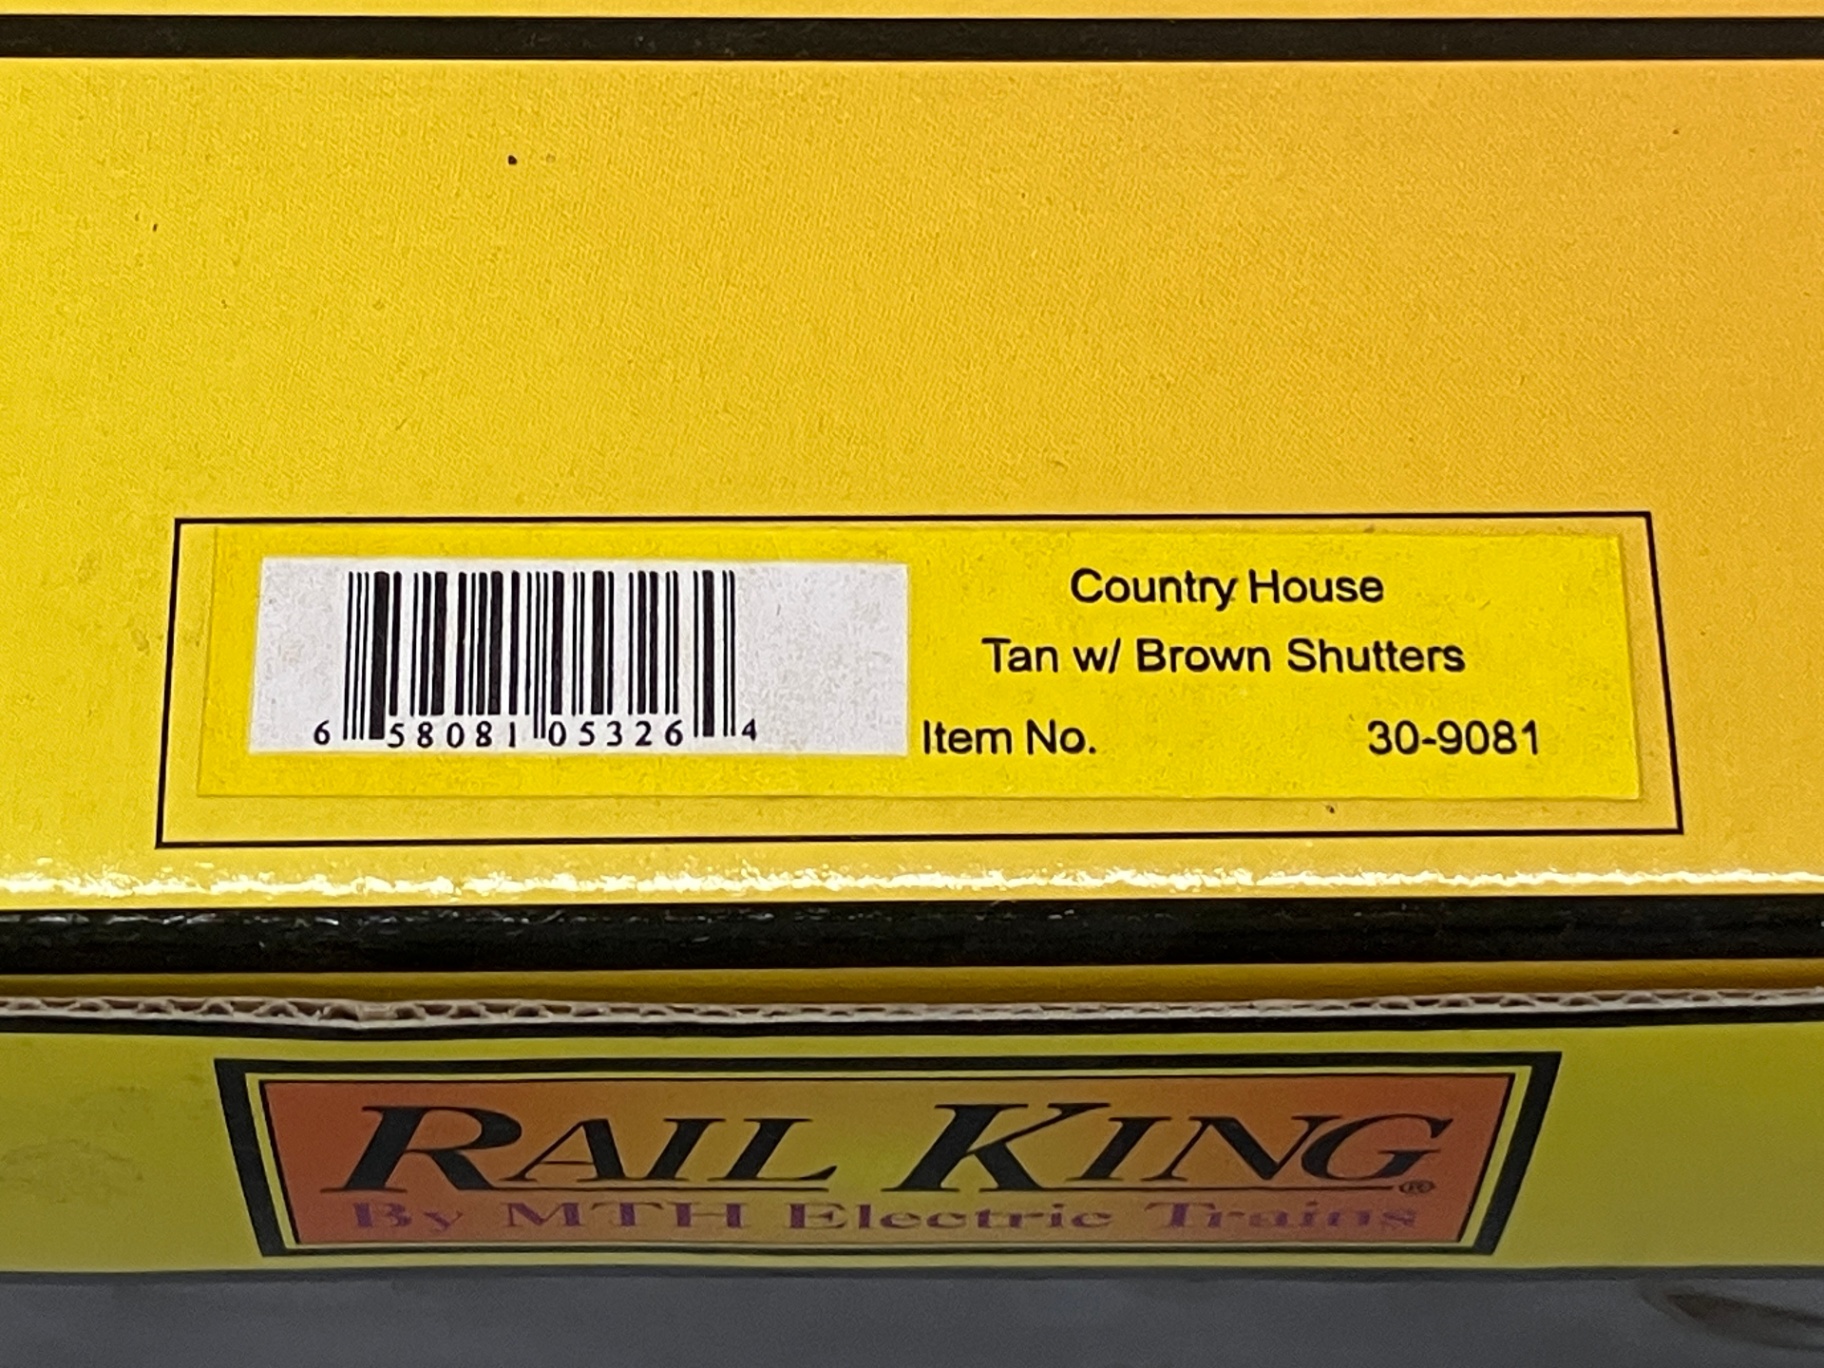 Country House
Tan w/ Brown Shutters
6 58081 05326 4
Item No. 30-9081
RAIL KING®
By MTH Electric Trains